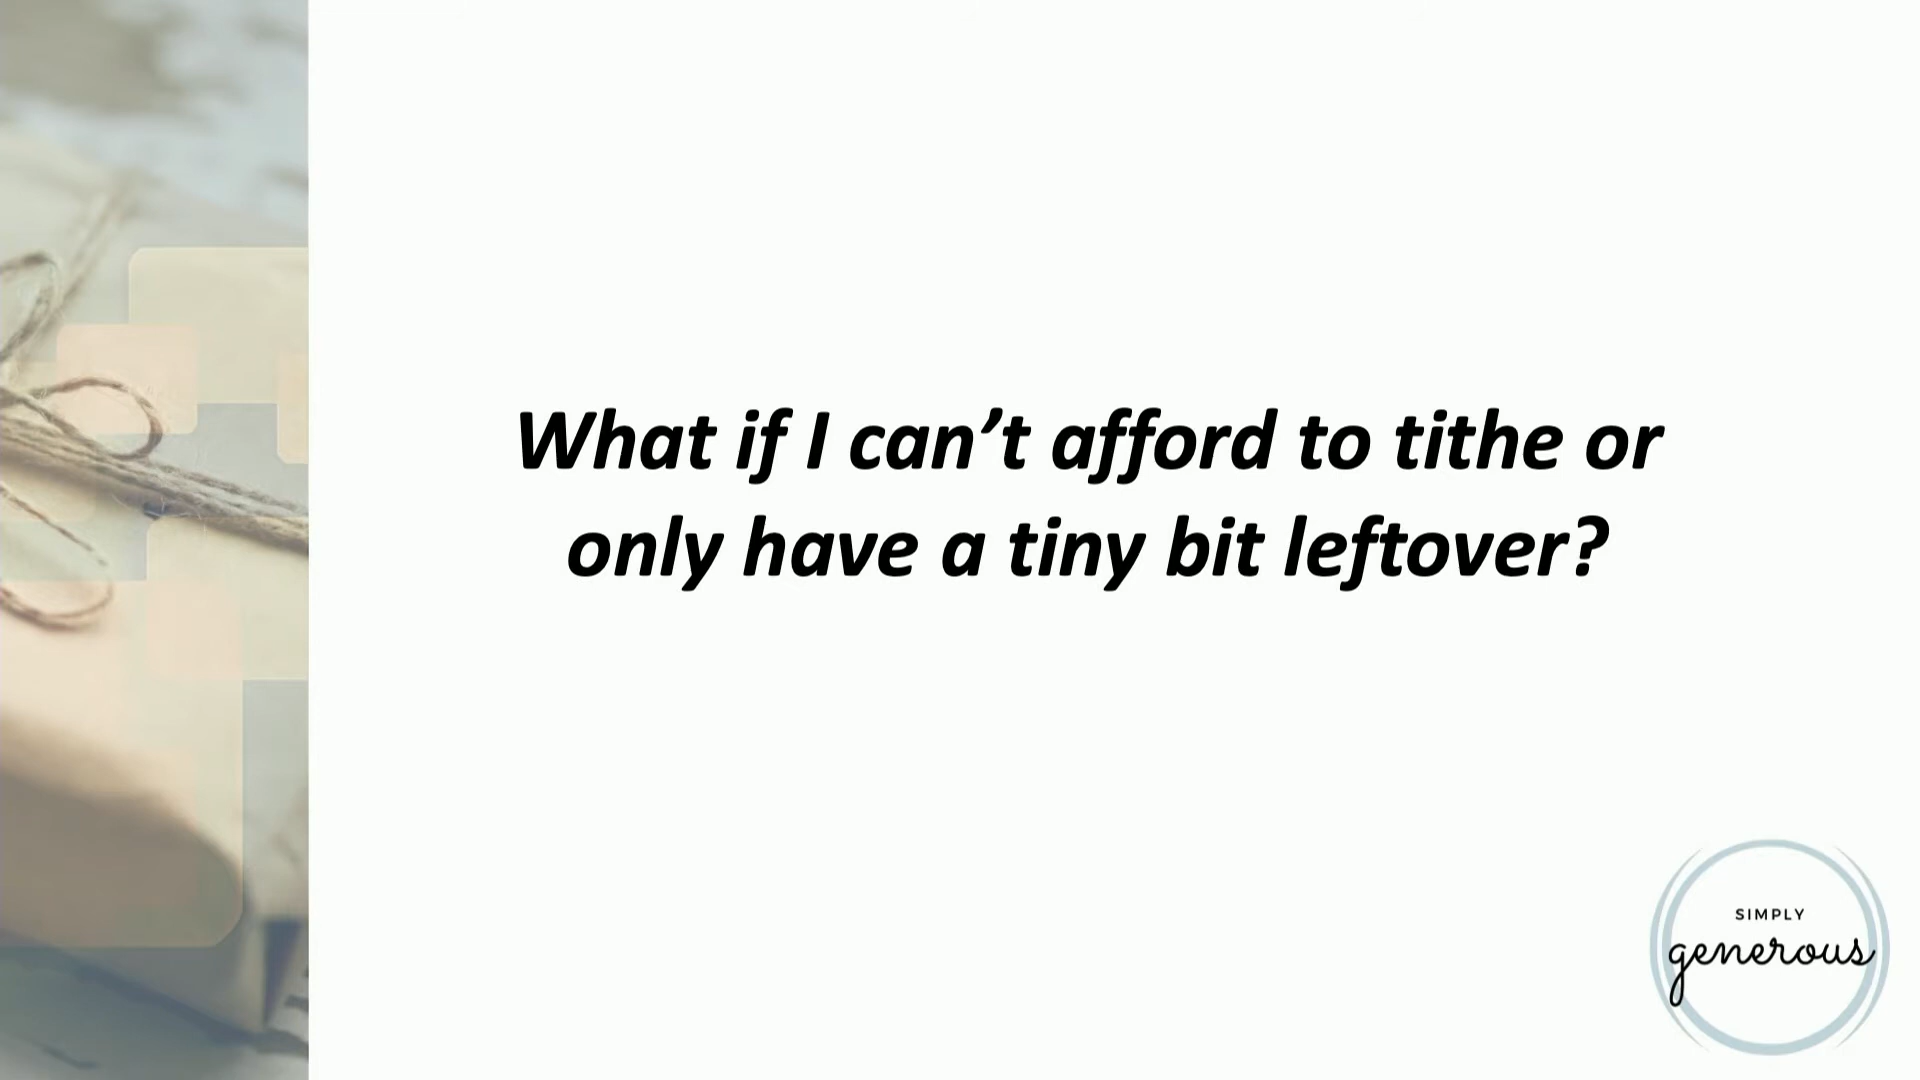 What if I can’t afford to tithe or
only have a tiny bit leftover?
SIMPLY
generous